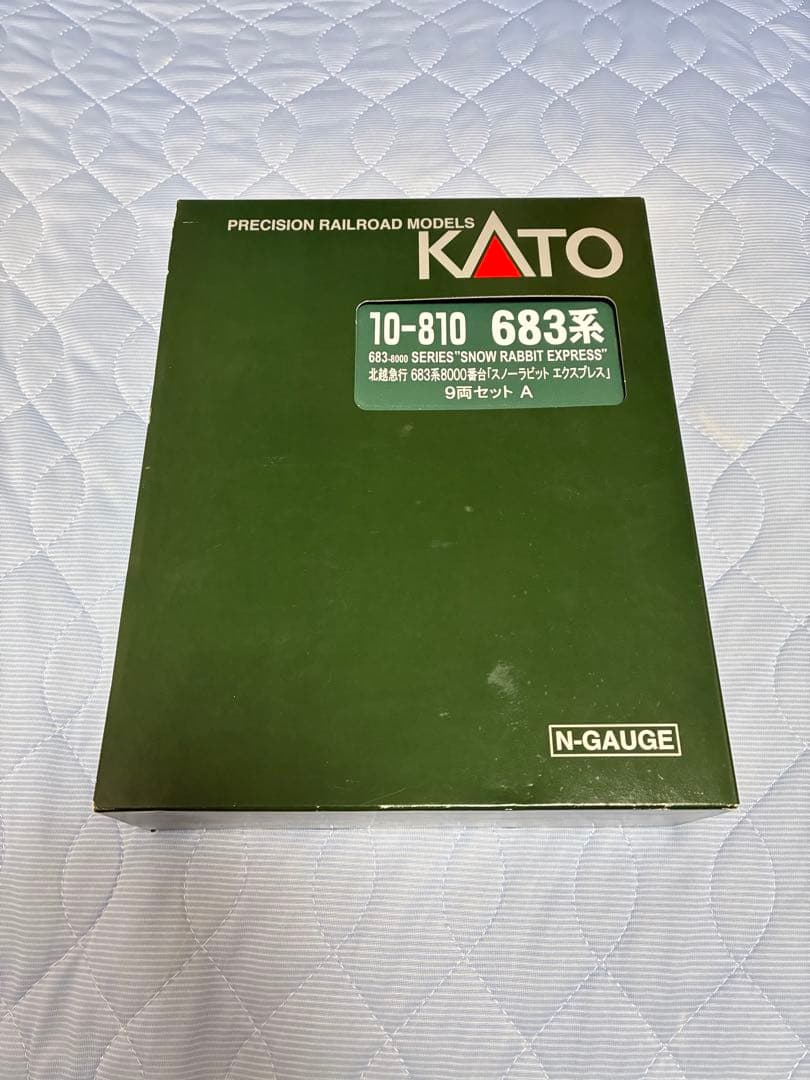 PRECISION RAILROAD MODELS
KATO
10-810 683系
683-8000 SERIES"SNOW RABBIT EXPRESS"
北越急行 683系8000番台「スノーラビット エクスプレス」
9両セット A
N-GAUGE